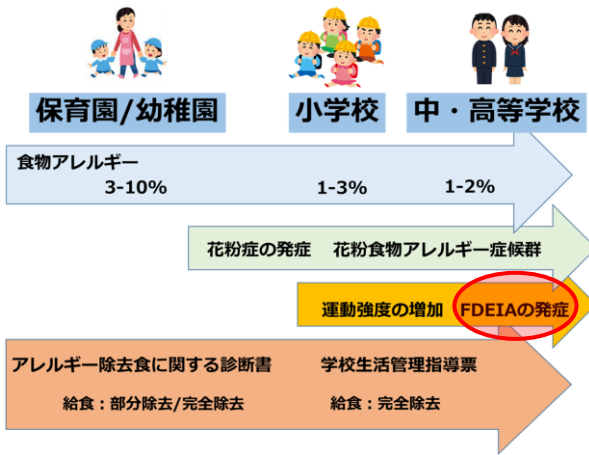 保育園/幼稚園 小学校 中・高等学校
食物アレルギー
3-10% 1-3% 1-2%
花粉症の発症 花粉食物アレルギー症候群
運動強度の増加 FDEIAの発症
アレルギー除去食に関する診断書 学校生活管理指導票
給食：部分除去/完全除去 給食：完全除去